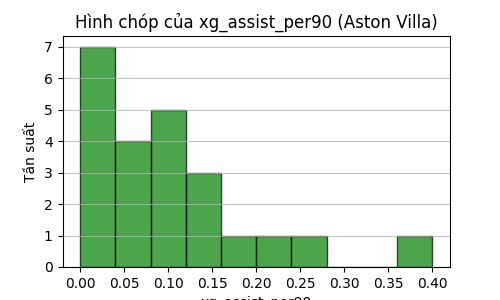 Hình chóp của xg_assist_per90 (Aston Villa)
Tần suất
7
6
5
4
3
2
1
0
0.00 0.05 0.10 0.15 0.20 0.25 0.30 0.35 0.40
xg_assist_per90